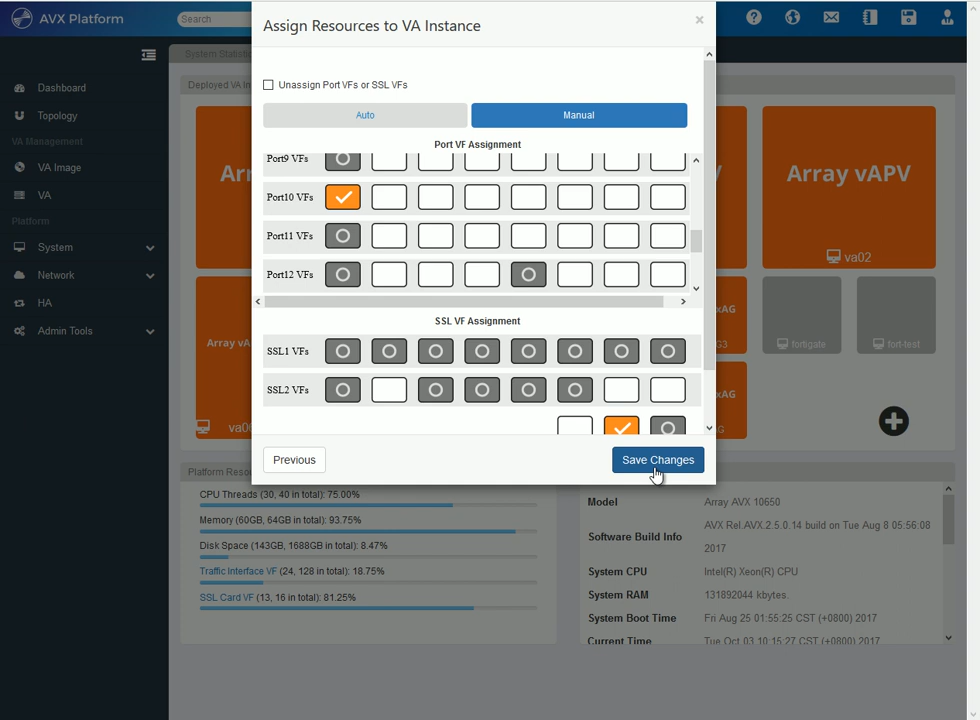 AVX Platform
Search
Assign Resources to VA Instance
×
System Statistic
Dashboard
Topology
VA Management
VA Image
VA
Platform
System
Network
HA
Admin Tools
Deployed VA In
Unassign Port VFs or SSL VFs
Auto
Manual
Port VF Assignment
Port9 VFs
Port10 VFs
Port11 VFs
Port12 VFs
SSL VF Assignment
SSL1 VFs
SSL2 VFs
Previous
Save Changes
Arr
Array vAPV
va02
Array vA
va00
xAG
G3
fortigate
fort-test
xAG
G
Platform Resou
CPU Threads (30, 40 in total): 75.00%
Memory (60GB, 64GB in total): 93.75%
Disk Space (143GB, 1688GB in total): 8.47%
Traffic Interface VF (24, 128 in total): 18.75%
SSL Card VF (13, 16 in total): 81.25%
Model Array AVX 10650
Software Build Info AVX Rel.AVX.2.5.0.14 build on Tue Aug 8 05:56:08
2017
System CPU Intel(R) Xeon(R) CPU
System RAM 131892044 kbytes.
System Boot Time Fri Aug 25 01:55:25 CST (+0800) 2017
Current Time Tue Oct 03 10:15:27 CST (+0800) 2017